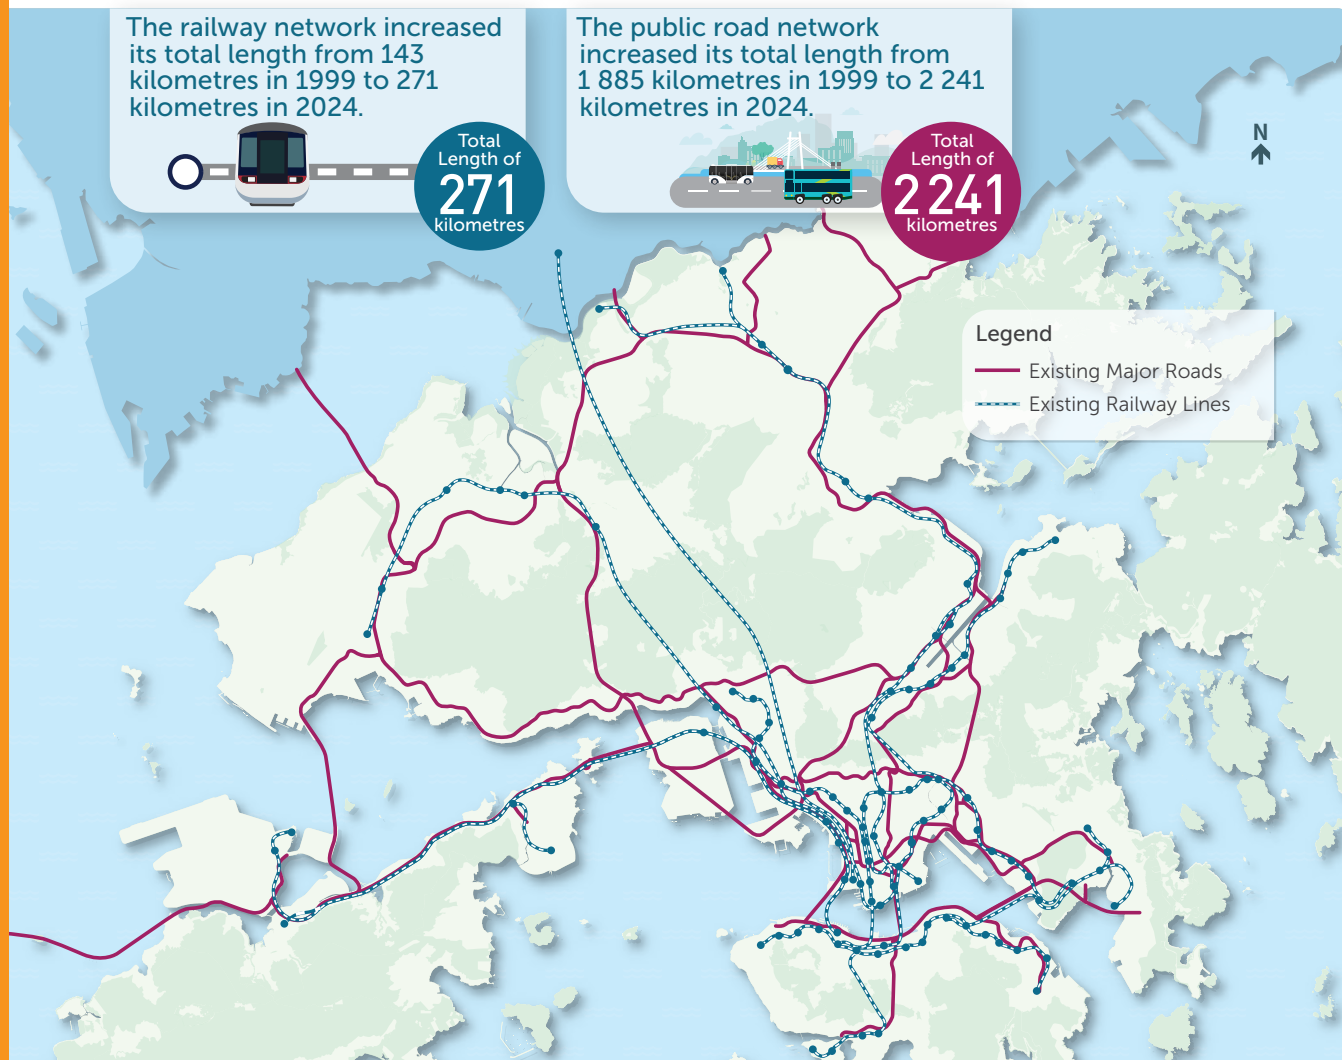 The railway network increased
its total length from 143
kilometres in 1999 to 271
kilometres in 2024.
Total
Length of
271
kilometres
The public road network
increased its total length from
1 885 kilometres in 1999 to 2 241
kilometres in 2024.
Total
Length of
2 241
kilometres
N
Legend
Existing Major Roads
Existing Railway Lines